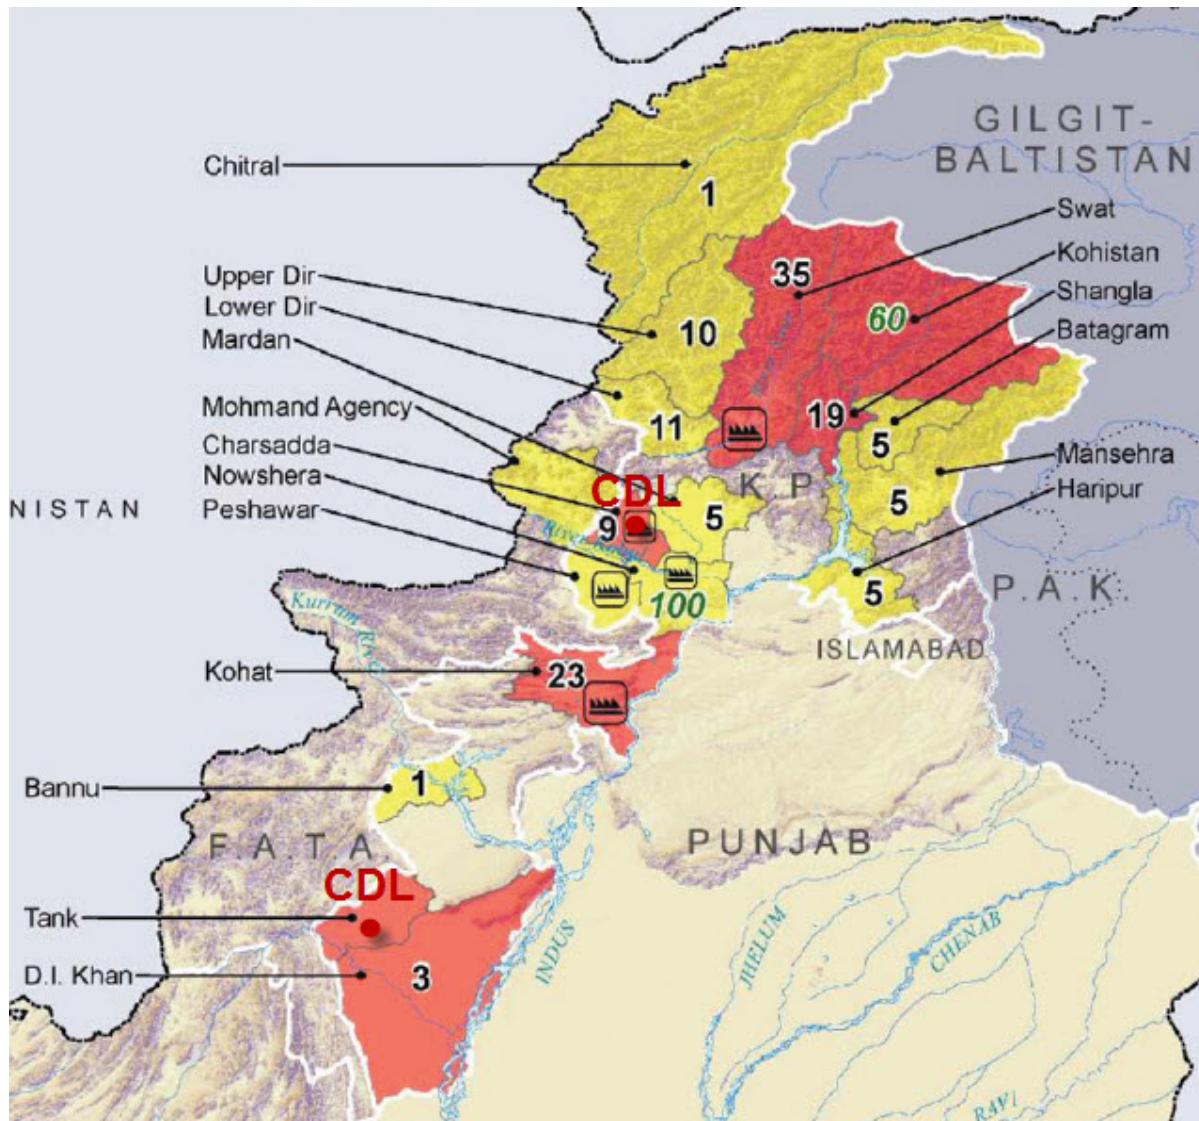 GILGIT-
BALTISTAN
Chitral
1
Swat
35
Kohistan
Upper Dir
Shangla
Lower Dir
60
Batagram
Mardan
10
Mohmand Agency
19
11
Charsadda
5
Mansehra
Nowshera
CDL
K P
Haripur
NISTAN
Peshawar
9
5
5
River Kabul
P.A.K.
100
5
Kurram River
ISLAMABAD
Kohat
23
Bannu
1
F.A.T.A
PUNJAB
CDL
Tank
INDUS
JHELUM
CHENAB
D.I. Khan
3
RAVI